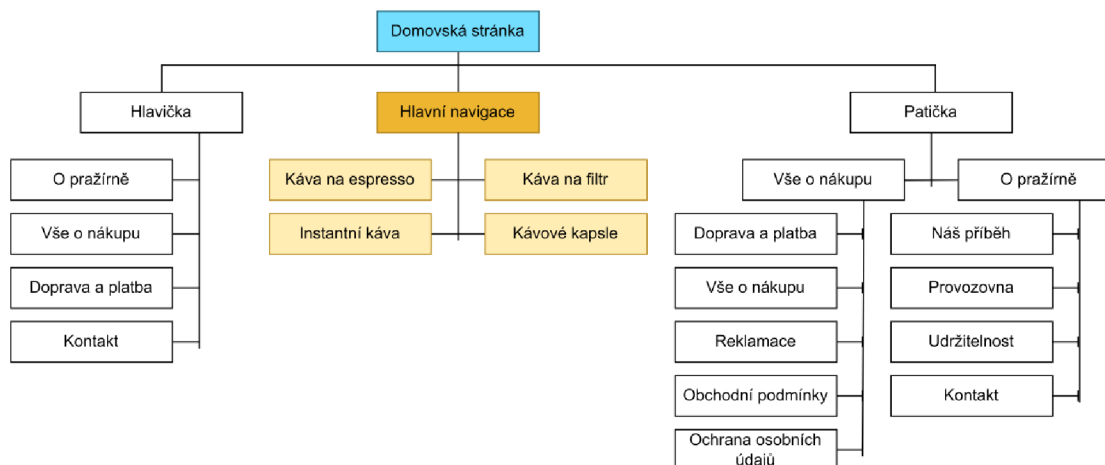 Domovská stránka
Hlavička
Hlavní navigace
Patička
O pražírně
Vše o nákupu
Doprava a platba
Kontakt
Káva na espresso
Káva na filtr
Instantní káva
Kávové kapsle
Vše o nákupu
O pražírně
Doprava a platba
Vše o nákupu
Reklamace
Obchodní podmínky
Ochrana osobních
údajů
Náš příběh
Provozovna
Udržitelnost
Kontakt